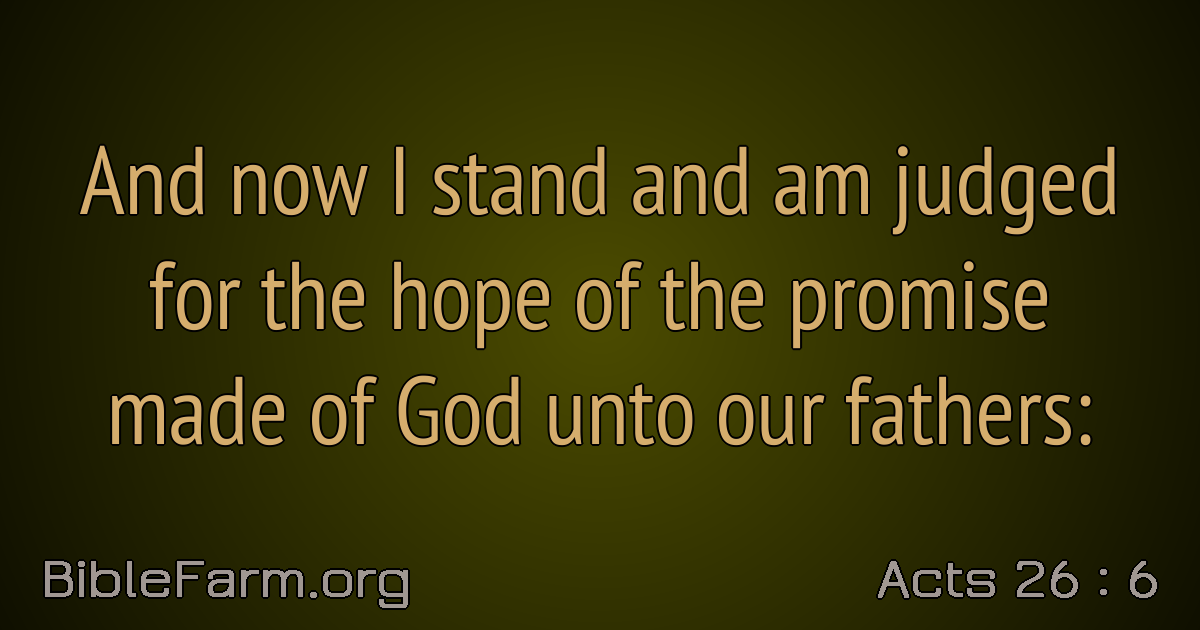 And now I stand and am judged
for the hope of the promise
made of God unto our fathers:
BibleFarm.org
Acts 26 : 6